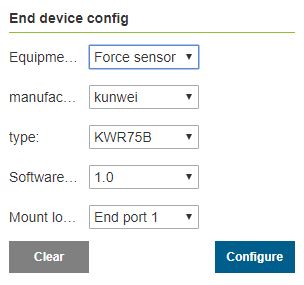 End device config
Equipme... Force sensor
manufac... kunwei
type: KWR75B
Software... 1.0
Mount lo... End port 1
Clear Configure